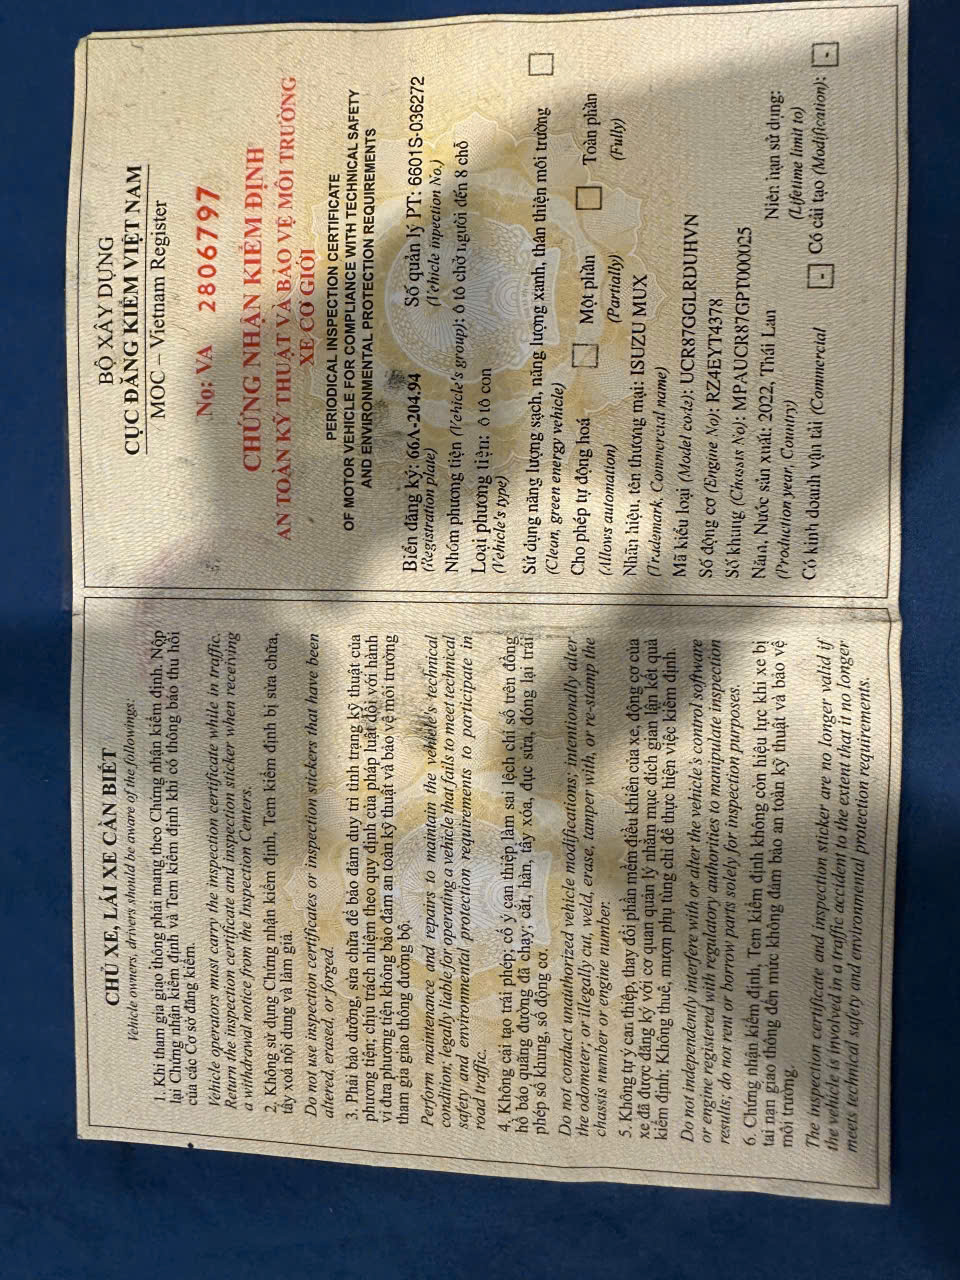 CHỦ XE, LÁI XE CẦN BIẾT
Vehicle owners, drivers should be aware of the followings:
1. Khi tham gia giao thông phải mang theo Chứng nhận kiểm định. Nộp
lại Chứng nhận kiểm định và Tem kiểm định khi có thông báo thu hồi
của các Cơ sở đăng kiểm.
Vehicle operators must carry the inspection certificate while in traffic.
Return the inspection certificate and inspection sticker when receiving
a withdrawal notice from the Inspection Centers.
2. Không sử dụng Chứng nhận kiểm định, Tem kiểm định bị sửa chữa,
tẩy xoá nội dung và làm giả.
Do not use inspection certificates or inspection stickers that have been
altered, erased, or forged.
3. Phải bảo dưỡng, sửa chữa để bảo đảm duy trì tình trạng kỹ thuật của
phương tiện; chịu trách nhiệm theo quy định của pháp luật đối với hành
vi đưa phương tiện không bảo đảm an toàn kỹ thuật và bảo vệ môi trường
tham gia giao thông đường bộ.
Perform maintenance and repairs to maintain the vehicle's technical
condition; legally liable for operating a vehicle that fails to meet technical
safety and environmental protection requirements to participate in
road traffic.
4. Không cải tạo trái phép; cố ý can thiệp làm sai lệch chỉ số trên đồng
hồ báo quãng đường đã chạy; cắt, hàn, tẩy xóa, đục sửa, đóng lại trái
phép số khung, số động cơ.
Do not conduct unauthorized vehicle modifications; intentionally alter
the odometer; or illegally cut, weld, erase, tamper with, or re-stamp the
chassis number or engine number.
5. Không tự ý can thiệp, thay đổi phần mềm điều khiển của xe, động cơ của
xe đã được đăng ký với cơ quan quản lý nhằm mục đích gian lận kết quả
kiểm định; Không thuê, mượn phụ tùng chỉ để thực hiện việc kiểm định.
Do not independently interfere with or alter the vehicle's control software
or engine registered with regulatory authorities to manipulate inspection
results; do not rent or borrow parts solely for inspection purposes.
6. Chứng nhận kiểm định, Tem kiểm định không còn hiệu lực khi xe bị
tai nạn giao thông đến mức không đảm bảo an toàn kỹ thuật và bảo vệ
môi trường.
The inspection certificate and inspection sticker are no longer valid if
the vehicle is involved in a traffic accident to the extent that it no longer
meets technical safety and environmental protection requirements.
BỘ XÂY DỰNG
CỤC ĐĂNG KIỂM VIỆT NAM
MOC – Vietnam Register
No: VA 2806797
CHỨNG NHẬN KIỂM ĐỊNH
AN TOÀN KỸ THUẬT VÀ BẢO VỆ MÔI TRƯỜNG
XE CƠ GIỚI
PERIODICAL INSPECTION CERTIFICATE
OF MOTOR VEHICLE FOR COMPLIANCE WITH TECHNICAL SAFETY
AND ENVIRONMENTAL PROTECTION REQUIREMENTS
Biển đăng ký: 66A-204.94 Số quản lý PT: 6601S-036272
(Registration plate) (Vehicle inpection No.)
Nhóm phương tiện (Vehicle's group): ô tô chở người đến 8 chỗ
Loại phương tiện: ô tô con
(Vehicle's type)
Sử dụng năng lượng sạch, năng lượng xanh, thân thiện môi trường
(Clean, green energy vehicle)
Cho phép tự động hoá Một phần Toàn phần
(Allows automation) (Partially) (Fully)
Nhãn hiệu, tên thương mại: ISUZU MUX
(Trademark, Commercial name)
Mã kiểu loại (Model code): UCR87GGLRDUHVN
Số động cơ (Engine No): RZ4EYT4378
Số khung (Chassis No): MPAUCR87GPT000025
Năm, Nước sản xuất: 2022, Thái Lan Niên hạn sử dụng:
(Production year, Country) (Lifetime limit to)
Có kinh doanh vận tải (Commercial - Có cải tạo (Modification): -